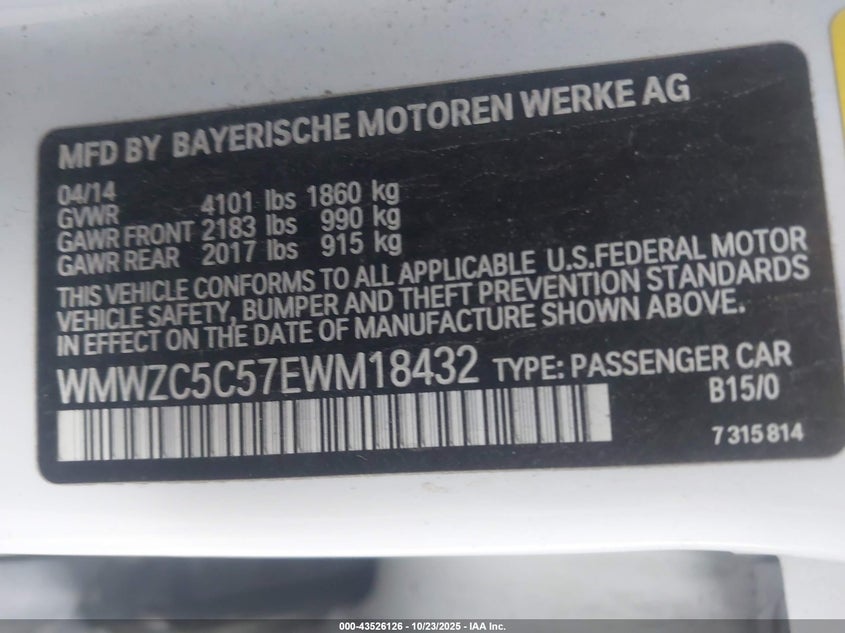 MFD BY BAYERISCHE MOTOREN WERKE AG
04/14
GVWR 4101 lbs 1860 kg
GAWR FRONT 2183 lbs 990 kg
GAWR REAR 2017 lbs 915 kg
THIS VEHICLE CONFORMS TO ALL APPLICABLE U.S.FEDERAL MOTOR
VEHICLE SAFETY, BUMPER AND THEFT PREVENTION STANDARDS
IN EFFECT ON THE DATE OF MANUFACTURE SHOWN ABOVE.
WMWZC5C57EWM18432 TYPE: PASSENGER CAR
B15/0
7 315 814
000-43526126 - 10/23/2025 - IAA Inc.